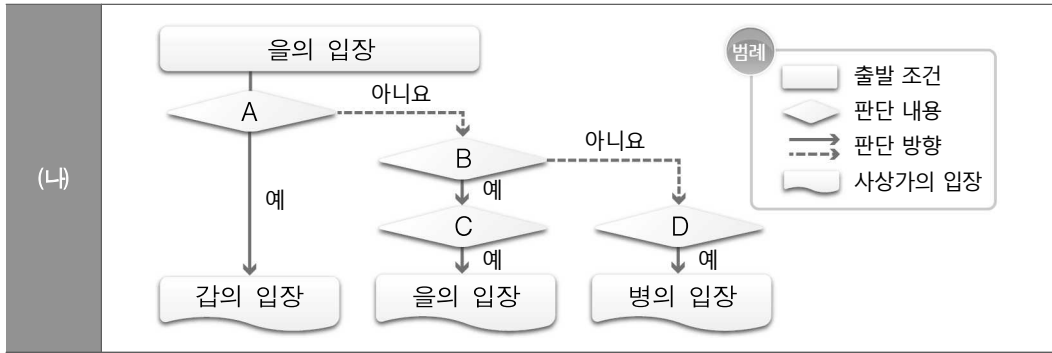 (나)
을의 입장
A
아니요
B
아니요
예
예
C
D
예
예
갑의 입장
을의 입장
병의 입장
범례
출발 조건
판단 내용
판단 방향
사상가의 입장